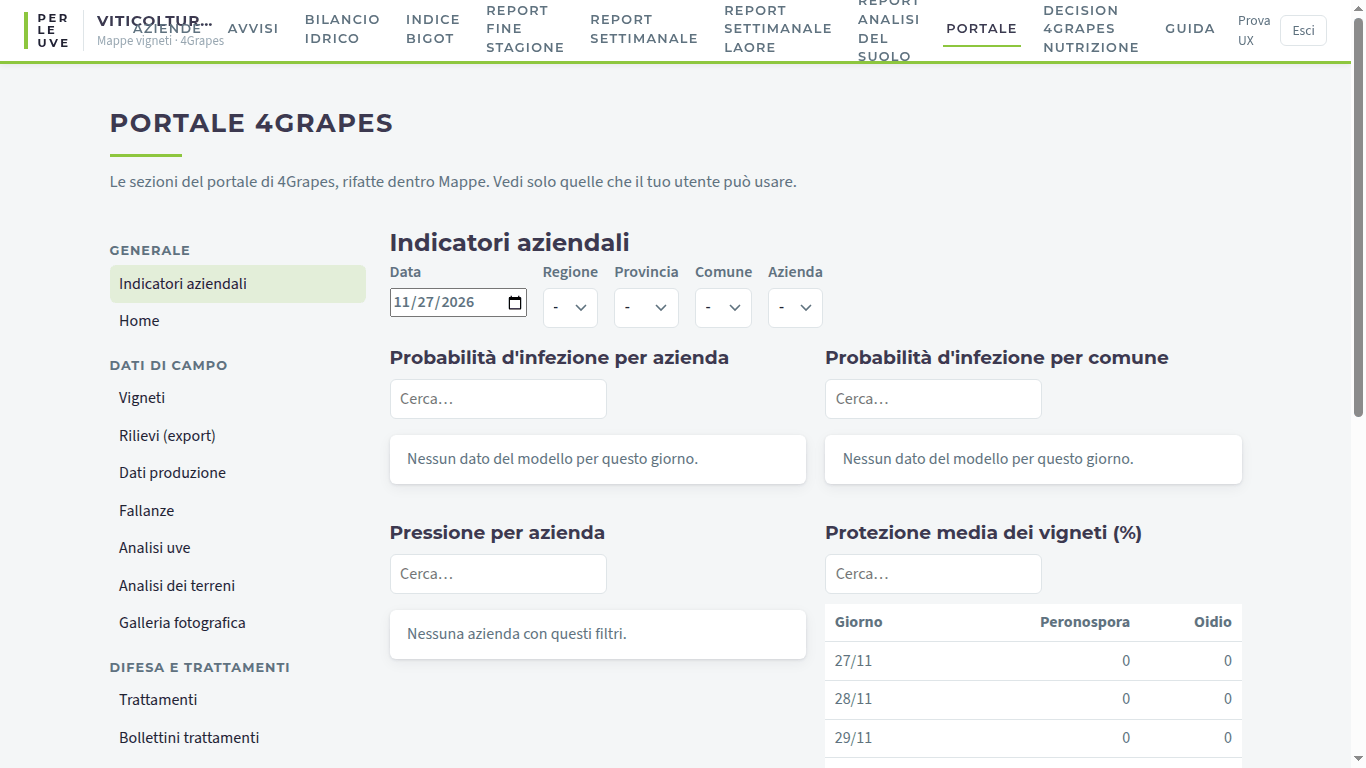 PER
LE
UVE
VITICOLTUR…
Mappe vigneti · 4Grapes
AZIENDE
AVVISI
BILANCIO
IDRICO
INDICE
BIGOT
REPORT
FINE
STAGIONE
REPORT
SETTIMANALE
REPORT
SETTIMANALE
LAORE
REPORT
ANALISI
DEL
SUOLO
PORTALE
DECISION
4GRAPES
NUTRIZIONE
GUIDA
Prova
UX
Esci
PORTALE 4GRAPES
Le sezioni del portale di 4Grapes, rifatte dentro Mappe. Vedi solo quelle che il tuo utente può usare.
GENERALE
Indicatori aziendali
Home
DATI DI CAMPO
Vigneti
Rilievi (export)
Dati produzione
Fallanze
Analisi uve
Analisi dei terreni
Galleria fotografica
DIFESA E TRATTAMENTI
Trattamenti
Bollettini trattamenti
Indicatori aziendali
Data Regione Provincia Comune Azienda
11/27/2026 - - - -
Probabilità d'infezione per azienda
Cerca…
Nessun dato del modello per questo giorno.
Probabilità d'infezione per comune
Cerca…
Nessun dato del modello per questo giorno.
Pressione per azienda
Cerca…
Nessuna azienda con questi filtri.
Protezione media dei vigneti (%)
Cerca…
Giorno Peronospora Oidio
27/11 0 0
28/11 0 0
29/11 0 0